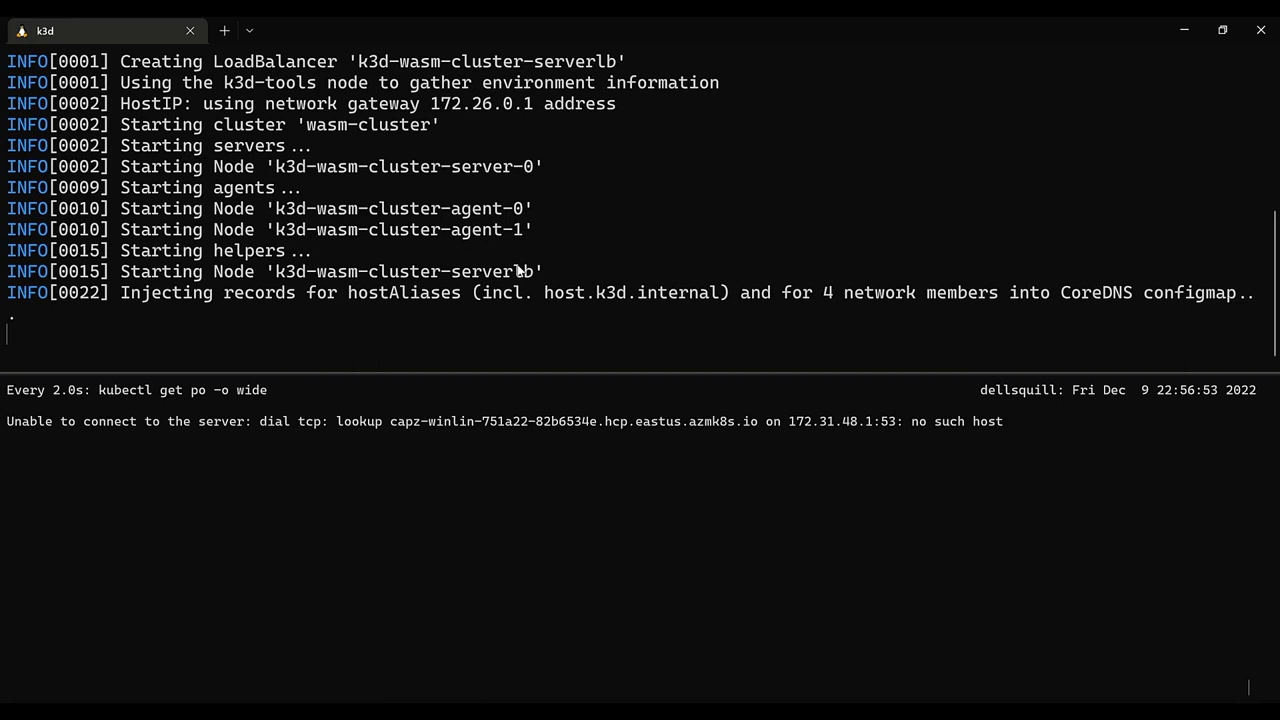 k3d
INFO[0001] Creating LoadBalancer 'k3d-wasm-cluster-serverlb'
INFO[0001] Using the k3d-tools node to gather environment information
INFO[0002] HostIP: using network gateway 172.26.0.1 address
INFO[0002] Starting cluster 'wasm-cluster'
INFO[0002] Starting servers...
INFO[0002] Starting Node 'k3d-wasm-cluster-server-0'
INFO[0009] Starting agents...
INFO[0010] Starting Node 'k3d-wasm-cluster-agent-0'
INFO[0010] Starting Node 'k3d-wasm-cluster-agent-1'
INFO[0015] Starting helpers...
INFO[0015] Starting Node 'k3d-wasm-cluster-serverlb'
INFO[0022] Injecting records for hostAliases (incl. host.k3d.internal) and for 4 network members into CoreDNS configmap..
.
Every 2.0s: kubectl get po -o wide dellsquill: Fri Dec  9 22:56:53 2022
Unable to connect to the server: dial tcp: lookup capz-winlin-751a22-82b6534e.hcp.eastus.azmk8s.io on 172.31.48.1:53: no such host